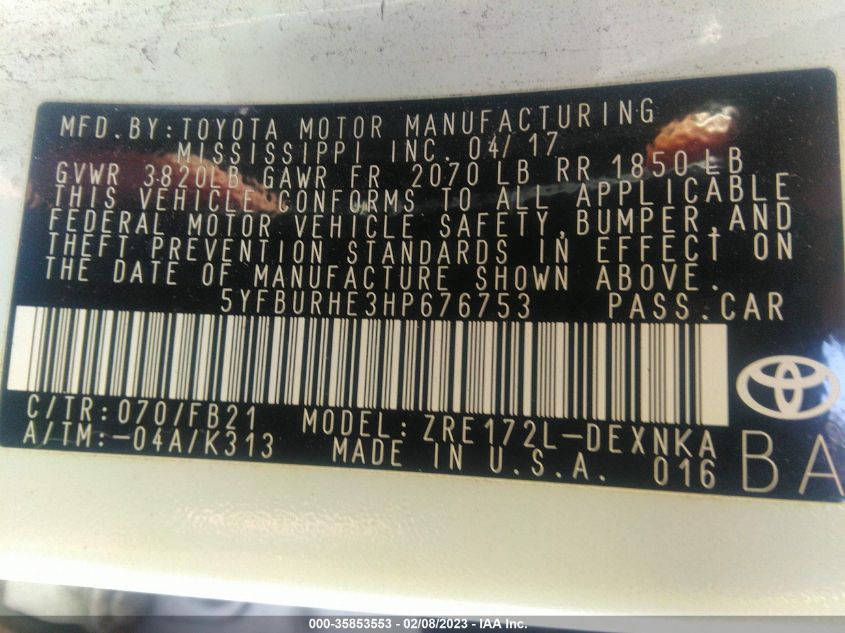 MFD.BY:TOYOTA MOTOR MANUFACTURING
MISSISSIPPI INC. 04/17
GVWR 3820LB GAWR FR 2070 LB RR 1850 LB
THIS VEHICLE CONFORMS TO ALL APPLICABLE
FEDERAL MOTOR VEHICLE SAFETY,BUMPER,AND
THEFT PREVENTION STANDARDS IN EFFECT ON
THE DATE OF MANUFACTURE SHOWN ABOVE.
5YFBURHE3HP676753 PASS.CAR
C/TR:070/FB21 MODEL:ZRE172L-DEXNKA
A/TM:-04A/K313 MADE IN U.S.A. 016 BA
000-35853553 - 02/08/2023 - IAA Inc.